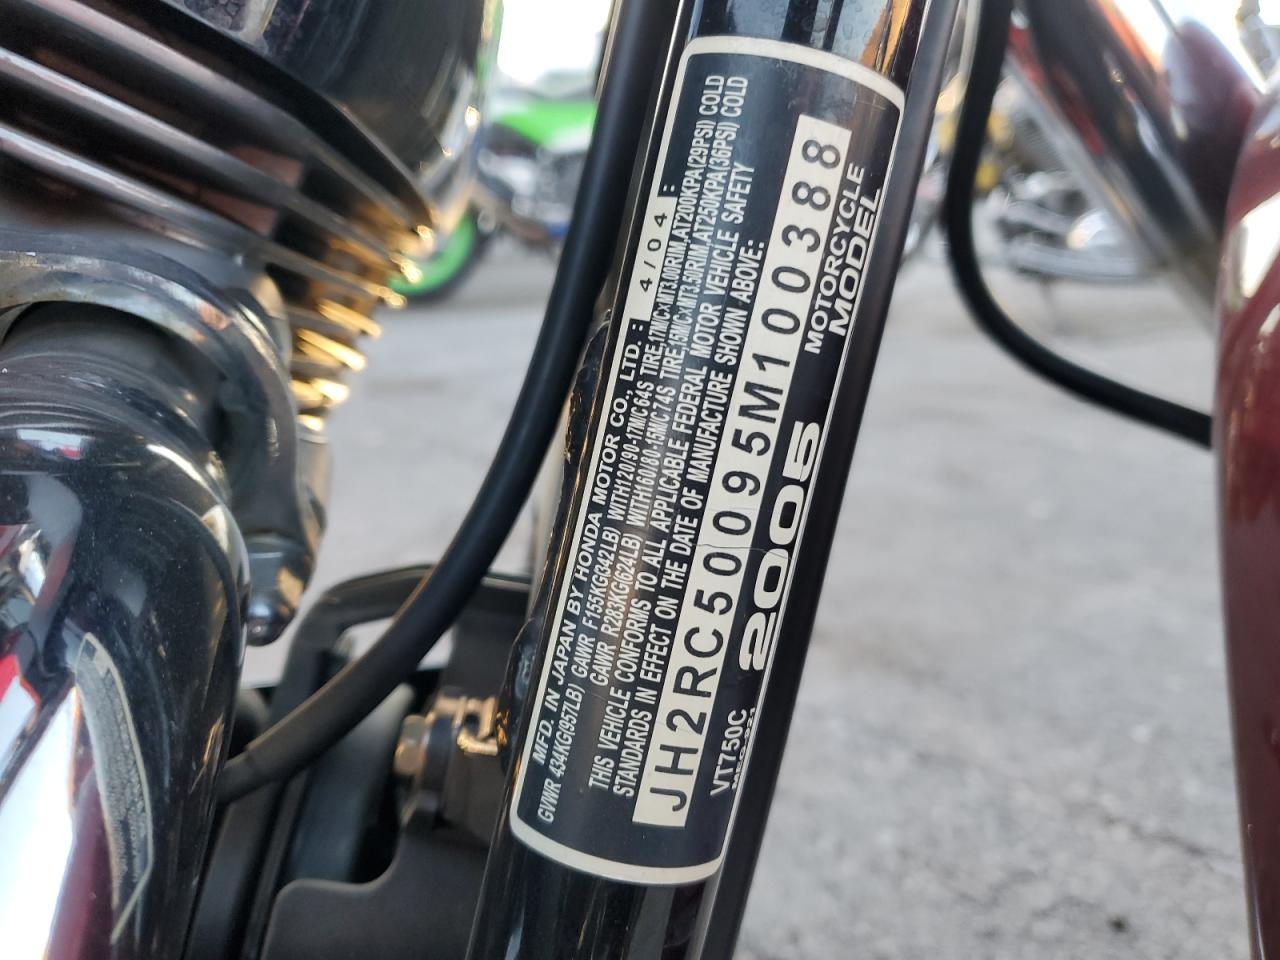 MFD. IN JAPAN BY HONDA MOTOR CO., LTD. : 4/04 :
GVWR 434KG(957LB) GAWR F155KG(342LB) WITH120/90-17M/C64S TIRE,17M/C×MT3.00RIM,AT200KPA(29PSI) COLD
GAWR R283KG(624LB) WITH160/80-15M/C74S TIRE,15M/C×MT3.50RIM,AT250KPA(36PSI) COLD
THIS VEHICLE CONFORMS TO ALL APPLICABLE FEDERAL MOTOR VEHICLE SAFETY
STANDARDS IN EFFECT ON THE DATE OF MANUFACTURE SHOWN ABOVE:
JH2RC50095M100388
VT750C 2005 MOTORCYCLE
MODEL